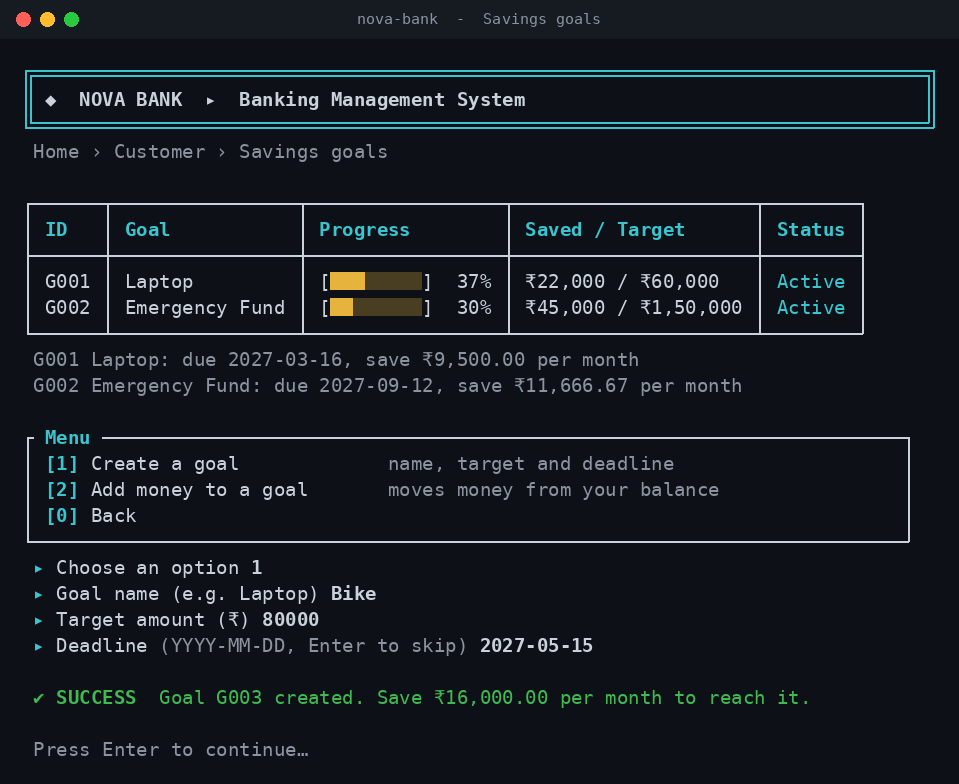 nova-bank  -  Savings goals
◆  NOVA BANK  ▸  Banking Management System
Home › Customer › Savings goals
ID  Goal  Progress  Saved / Target  Status
G001  Laptop  [          ]  37%  ₹22,000 / ₹60,000  Active
G002  Emergency Fund  [          ]  30%  ₹45,000 / ₹1,50,000  Active
G001 Laptop: due 2027-03-16, save ₹9,500.00 per month
G002 Emergency Fund: due 2027-09-12, save ₹11,666.67 per month
Menu
[1] Create a goal  name, target and deadline
[2] Add money to a goal  moves money from your balance
[0] Back
▸ Choose an option 1
▸ Goal name (e.g. Laptop) Bike
▸ Target amount (₹) 80000
▸ Deadline (YYYY-MM-DD, Enter to skip) 2027-05-15
✔ SUCCESS  Goal G003 created. Save ₹16,000.00 per month to reach it.
Press Enter to continue…